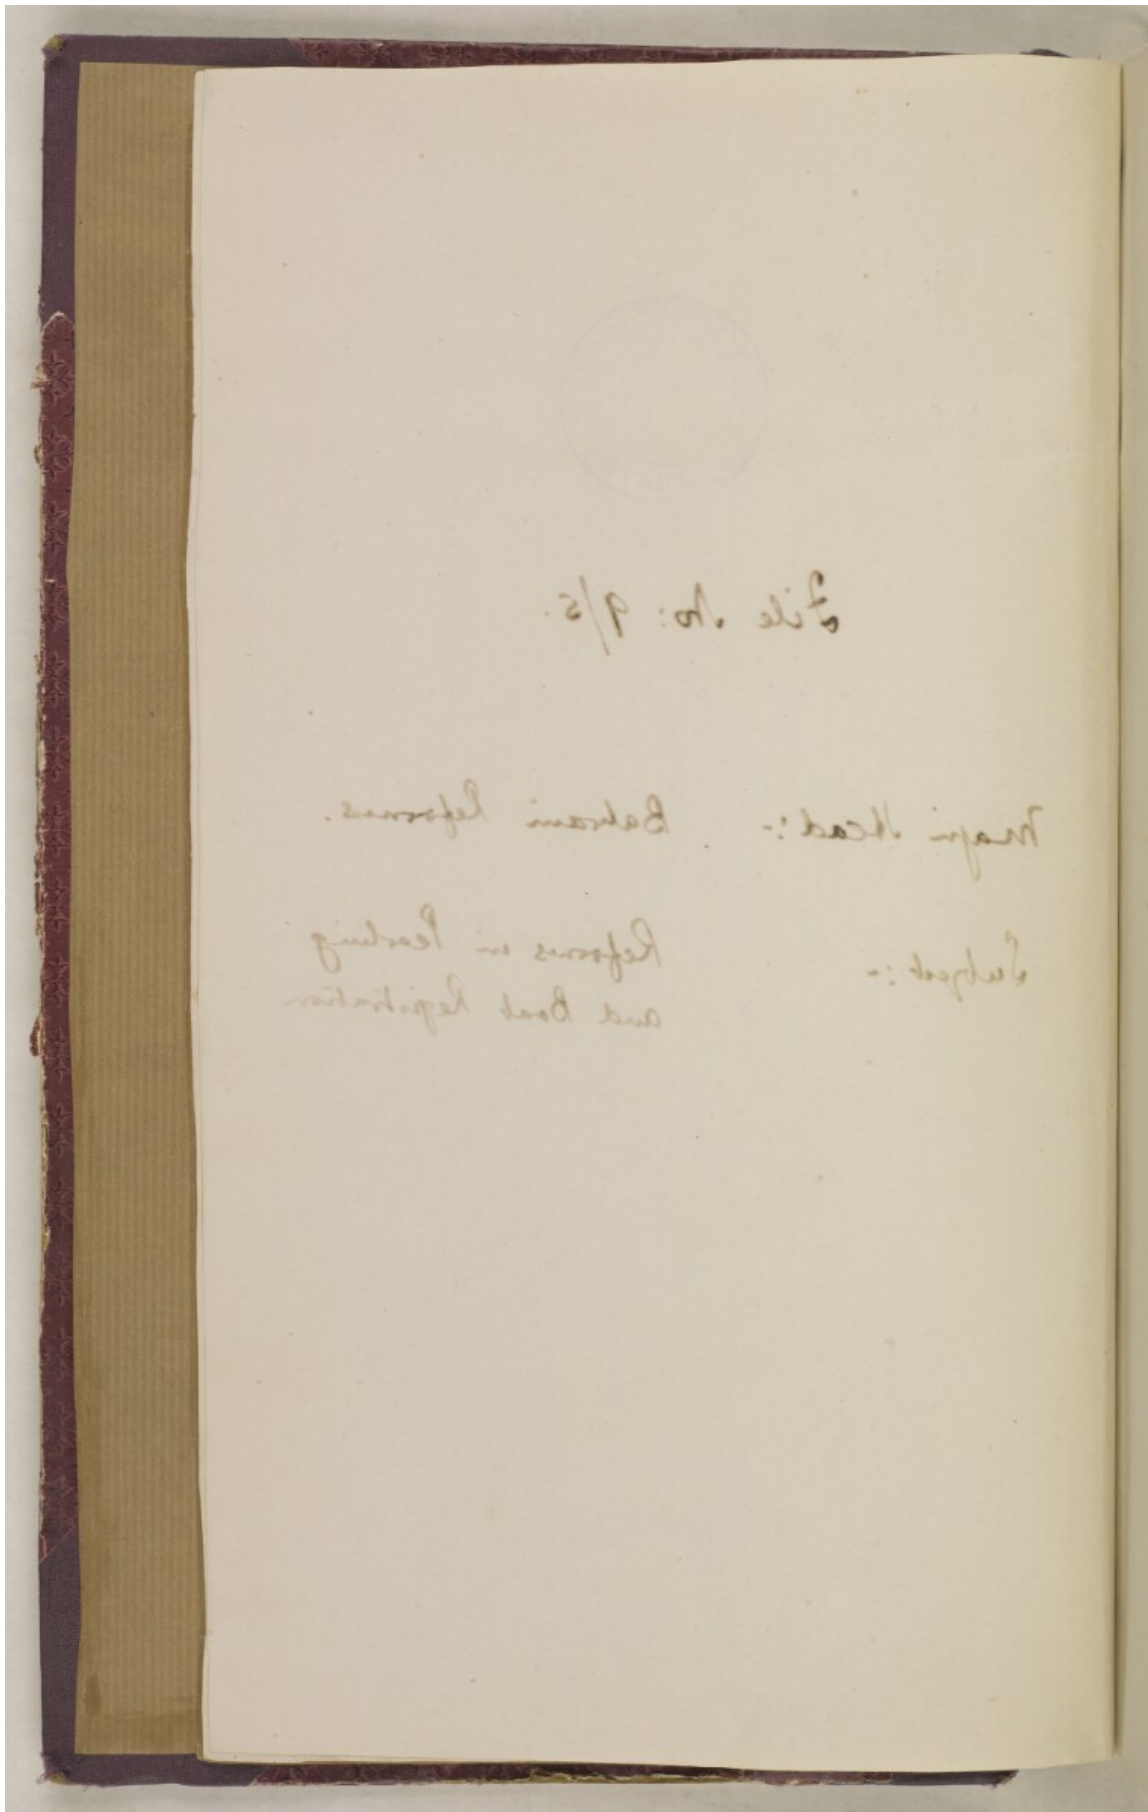 File No: 9/5.
Major Head:- Bahrain Reforms.
Subject:- Reforms in Pearling
and Boat Registration